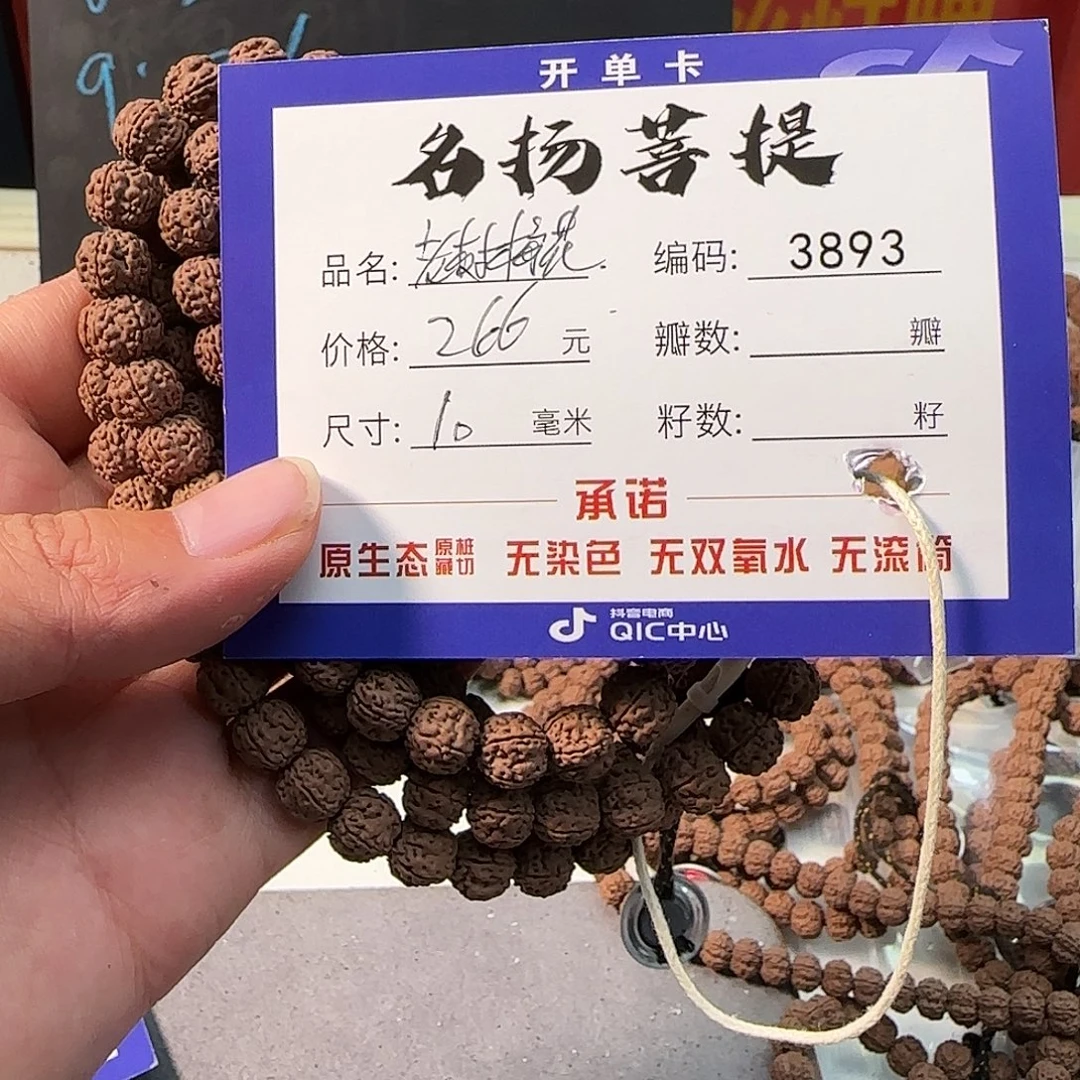 开单卡
名扬菩提
品名: 编码: 3893
价格: 266 元 瓣数: 瓣
尺寸: 10 毫米 籽数: 籽
承诺
原生态 原桩藏切 无染色 无双氧水 无滚筒
抖音电商
QIC中心